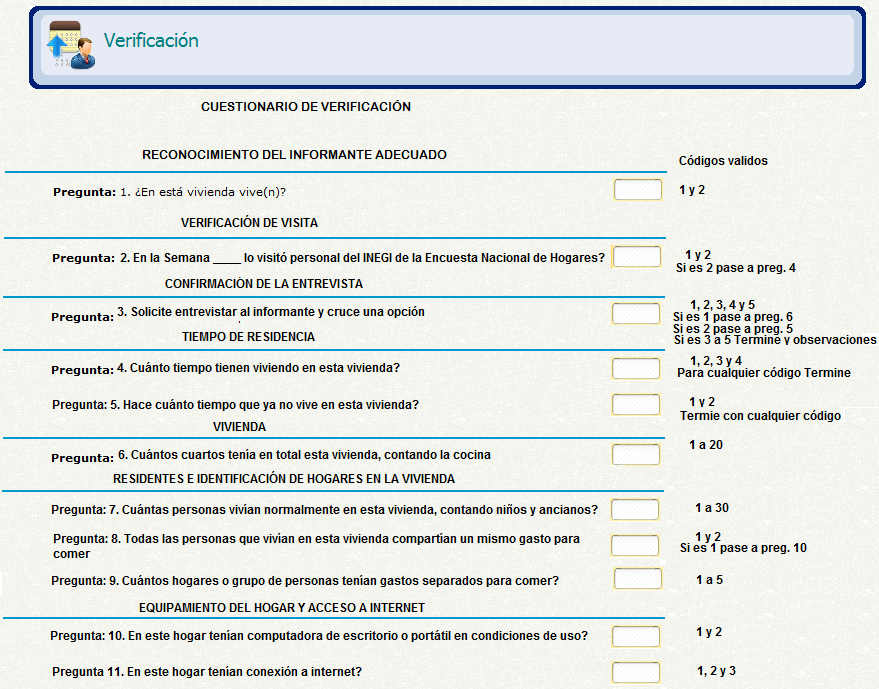 Verificación
CUESTIONARIO DE VERIFICACIÓN
RECONOCIMIENTO DEL INFORMANTE ADECUADO
Códigos validos
Pregunta: 1. ¿En está vivienda vive(n)?
1 y 2
VERIFICACIÓN DE VISITA
Pregunta: 2. En la Semana ____ lo visitó personal del INEGI de la Encuesta Nacional de Hogares?
1 y 2
Si es 2 pase a preg. 4
CONFIRMACIÓN DE LA ENTREVISTA
Pregunta: 3. Solicite entrevistar al informante y cruce una opción
1, 2, 3, 4 y 5
Si es 1 pase a preg. 6
Si es 2 pase a preg. 5
Si es 3 a 5 Termine y observaciones
TIEMPO DE RESIDENCIA
Pregunta: 4. Cuánto tiempo tienen viviendo en esta vivienda?
1, 2, 3 y 4
Para cualquier código Termine
Pregunta: 5. Hace cuánto tiempo que ya no vive en esta vivienda?
1 y 2
Termie con cualquier código
VIVIENDA
Pregunta: 6. Cuántos cuartos tenía en total esta vivienda, contando la cocina
1 a 20
RESIDENTES E IDENTIFICACIÓN DE HOGARES EN LA VIVIENDA
Pregunta: 7. Cuántas personas vivían normalmente en esta vivienda, contando niños y ancianos?
1 a 30
Pregunta: 8. Todas las personas que vivían en esta vivienda compartían un mismo gasto para
comer
1 y 2
Si es 1 pase a preg. 10
Pregunta: 9. Cuántos hogares o grupo de personas tenían gastos separados para comer?
1 a 5
EQUIPAMIENTO DEL HOGAR Y ACCESO A INTERNET
Pregunta: 10. En este hogar tenían computadora de escritorio o portátil en condiciones de uso?
1 y 2
Pregunta 11. En este hogar tenían conexión a internet?
1, 2 y 3